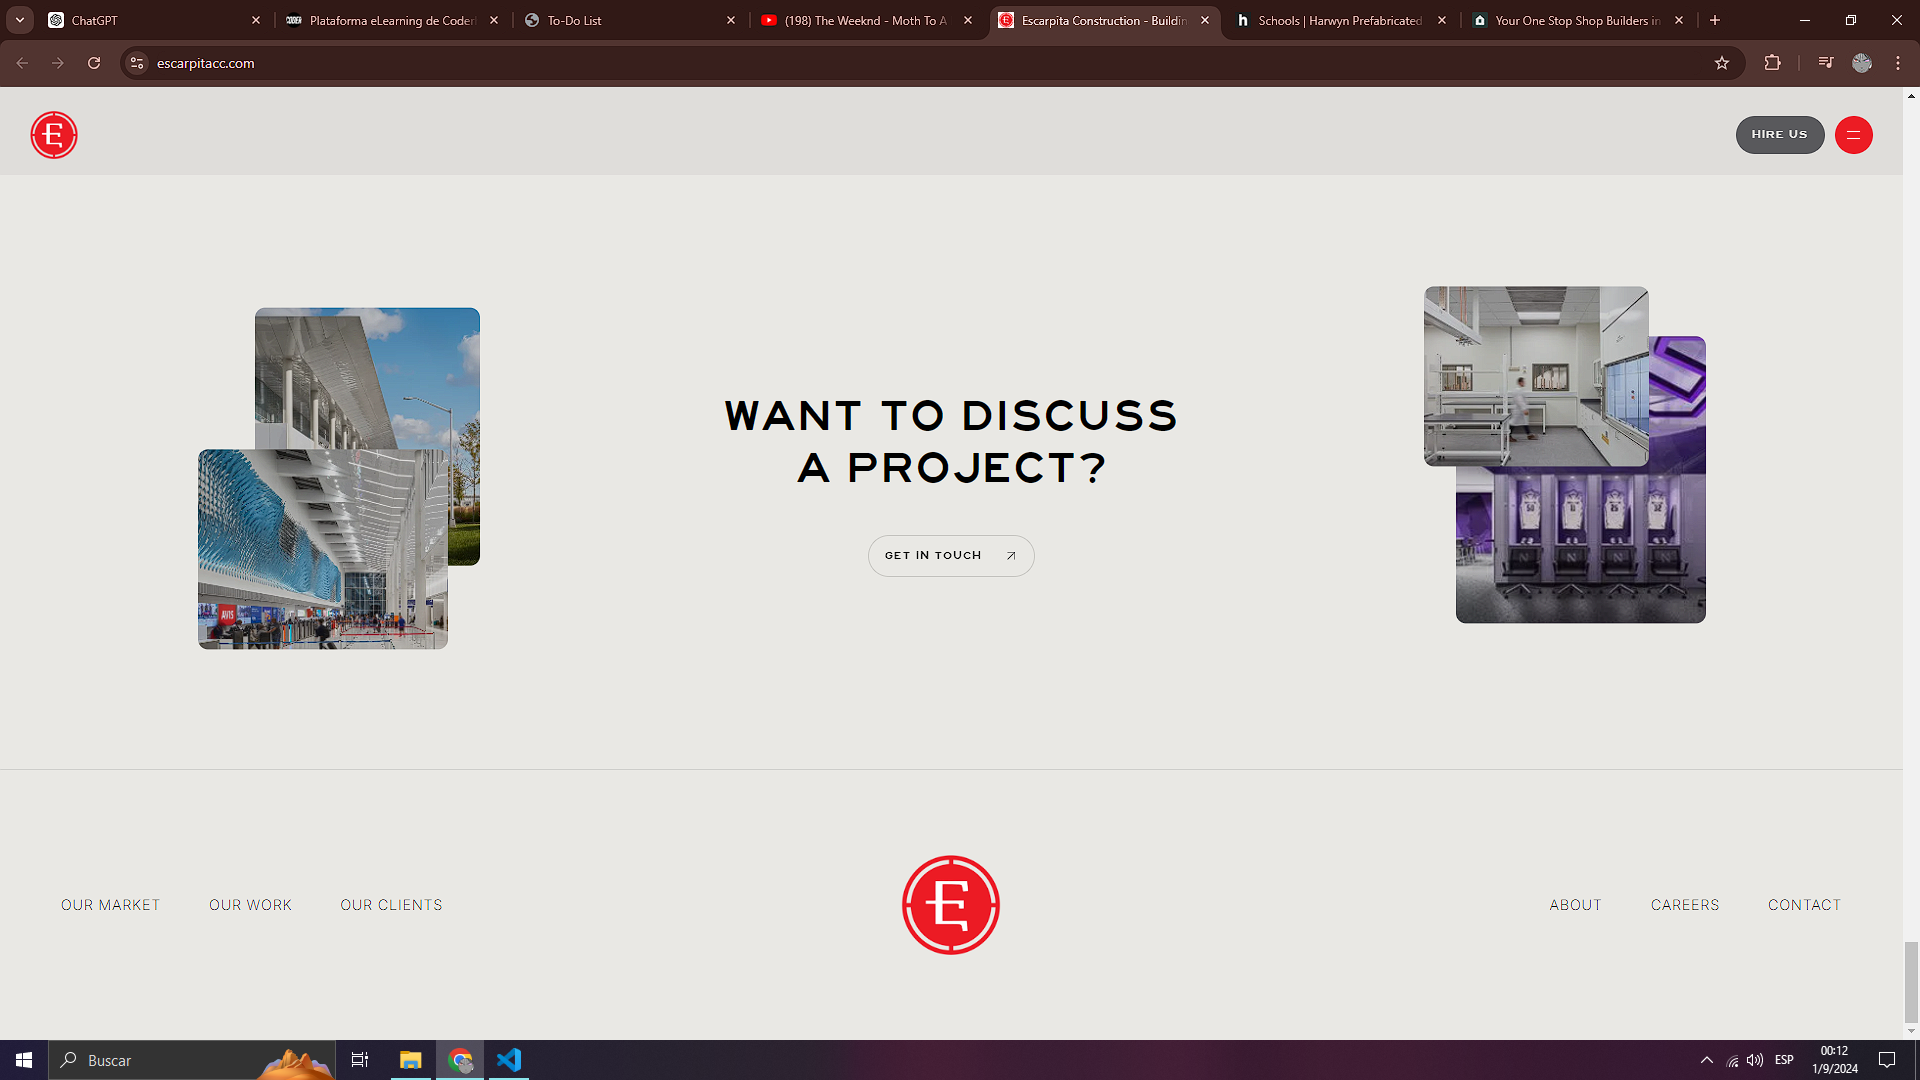 ChatGPT
Plataforma eLearning de Coderh
To-Do List
(198) The Weeknd - Moth To A
Escarpita Construction - Buildin
Schools | Harwyn Prefabricated
Your One Stop Shop Builders in
escarpitacc.com
E
HIRE US
WANT TO DISCUSS
A PROJECT?
GET IN TOUCH
AVIS
OUR MARKET
OUR WORK
OUR CLIENTS
E
ABOUT
CAREERS
CONTACT
Buscar
ESP
00:12
1/9/2024